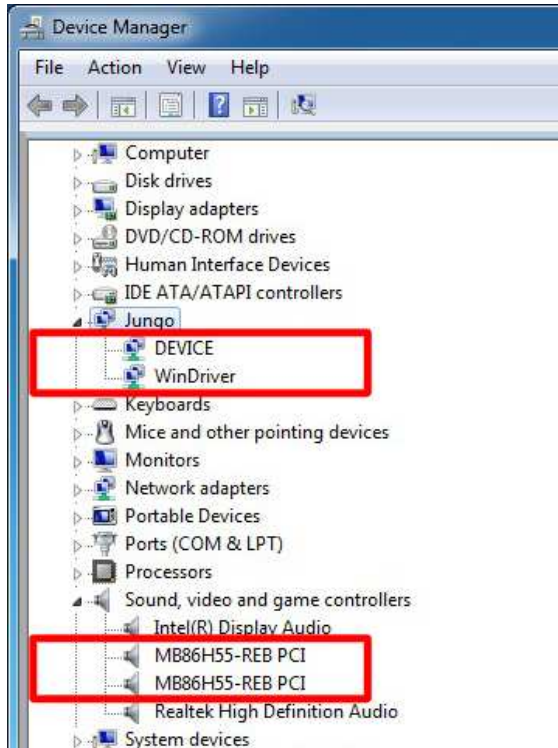 Device Manager
File Action View Help
Computer
Disk drives
Display adapters
DVD/CD-ROM drives
Human Interface Devices
IDE ATA/ATAPI controllers
Jungo
DEVICE
WinDriver
Keyboards
Mice and other pointing devices
Monitors
Network adapters
Portable Devices
Ports (COM & LPT)
Processors
Sound, video and game controllers
Intel(R) Display Audio
MB86H55-REB PCI
MB86H55-REB PCI
Realtek High Definition Audio
System devices